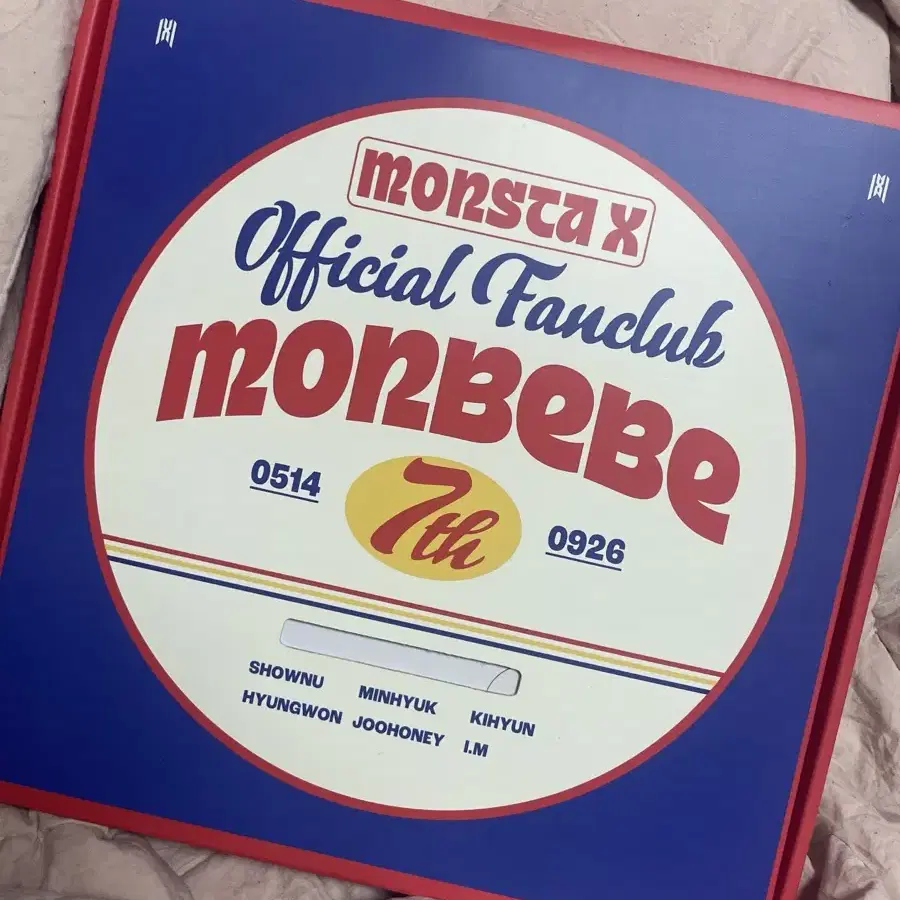 MONSTA X
Official Fanclub
MONBEBE
0514 7th 0926
SHOWNU MINHYUK KIHYUN
HYUNGWON JOOHONEY I.M